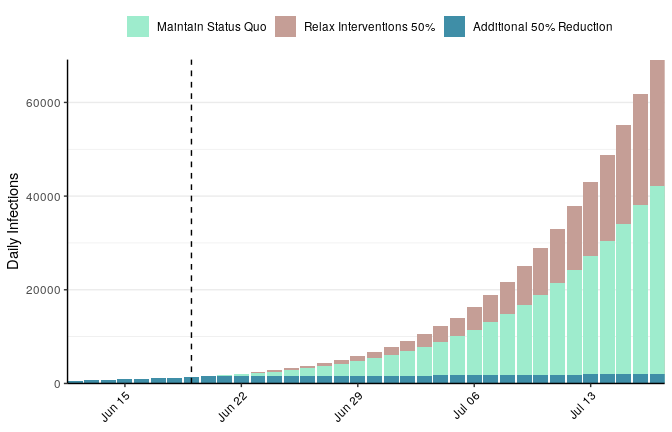 Maintain Status Quo Relax Interventions 50% Additional 50% Reduction
Daily Infections
60000
40000
20000
0
Jun 15 Jun 22 Jun 29 Jul 06 Jul 13